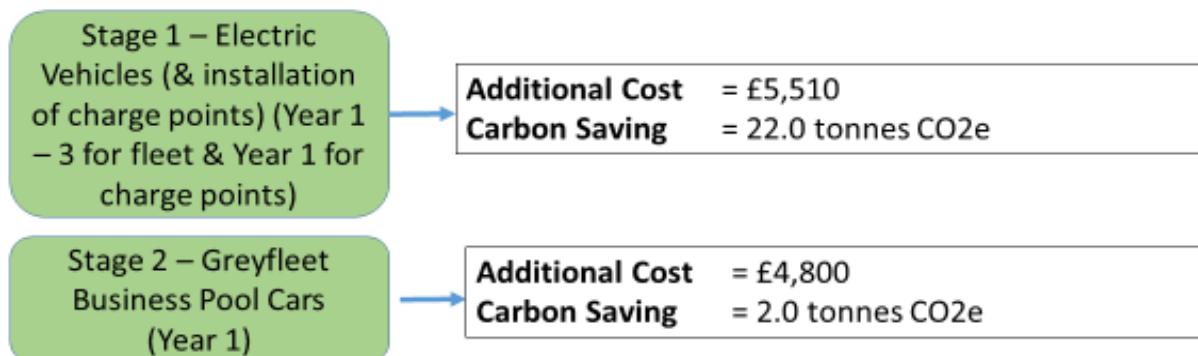 Stage 1 – Electric
Vehicles (& installation
of charge points) (Year 1
– 3 for fleet & Year 1 for
charge points)
Additional Cost = £5,510
Carbon Saving = 22.0 tonnes CO2e
Stage 2 – Greyfleet
Business Pool Cars
(Year 1)
Additional Cost = £4,800
Carbon Saving = 2.0 tonnes CO2e